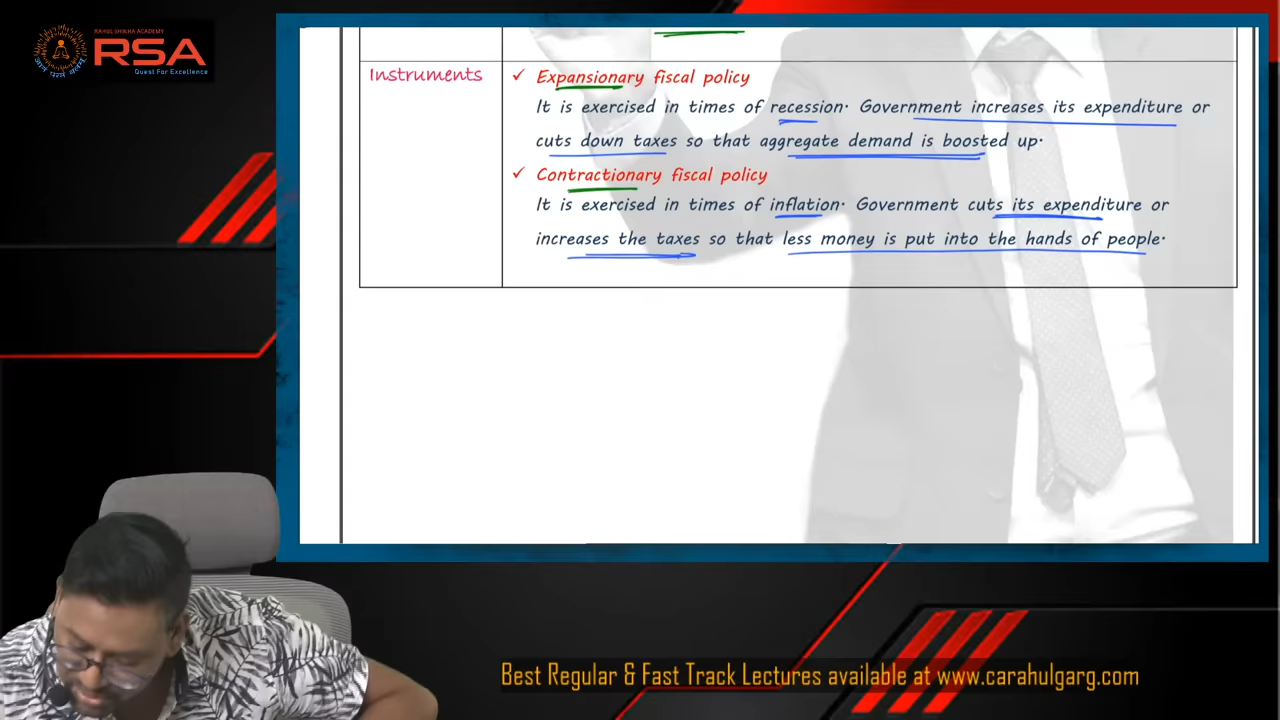 RAHUL SHIKHA ACADEMY
RSA
Quest For Excellence
Instruments
✓ Expansionary fiscal policy
It is exercised in times of recession. Government increases its expenditure or
cuts down taxes so that aggregate demand is boosted up.
✓ Contractionary fiscal policy
It is exercised in times of inflation. Government cuts its expenditure or
increases the taxes so that less money is put into the hands of people.
Best Regular & Fast Track Lectures available at www.carahulgarg.com